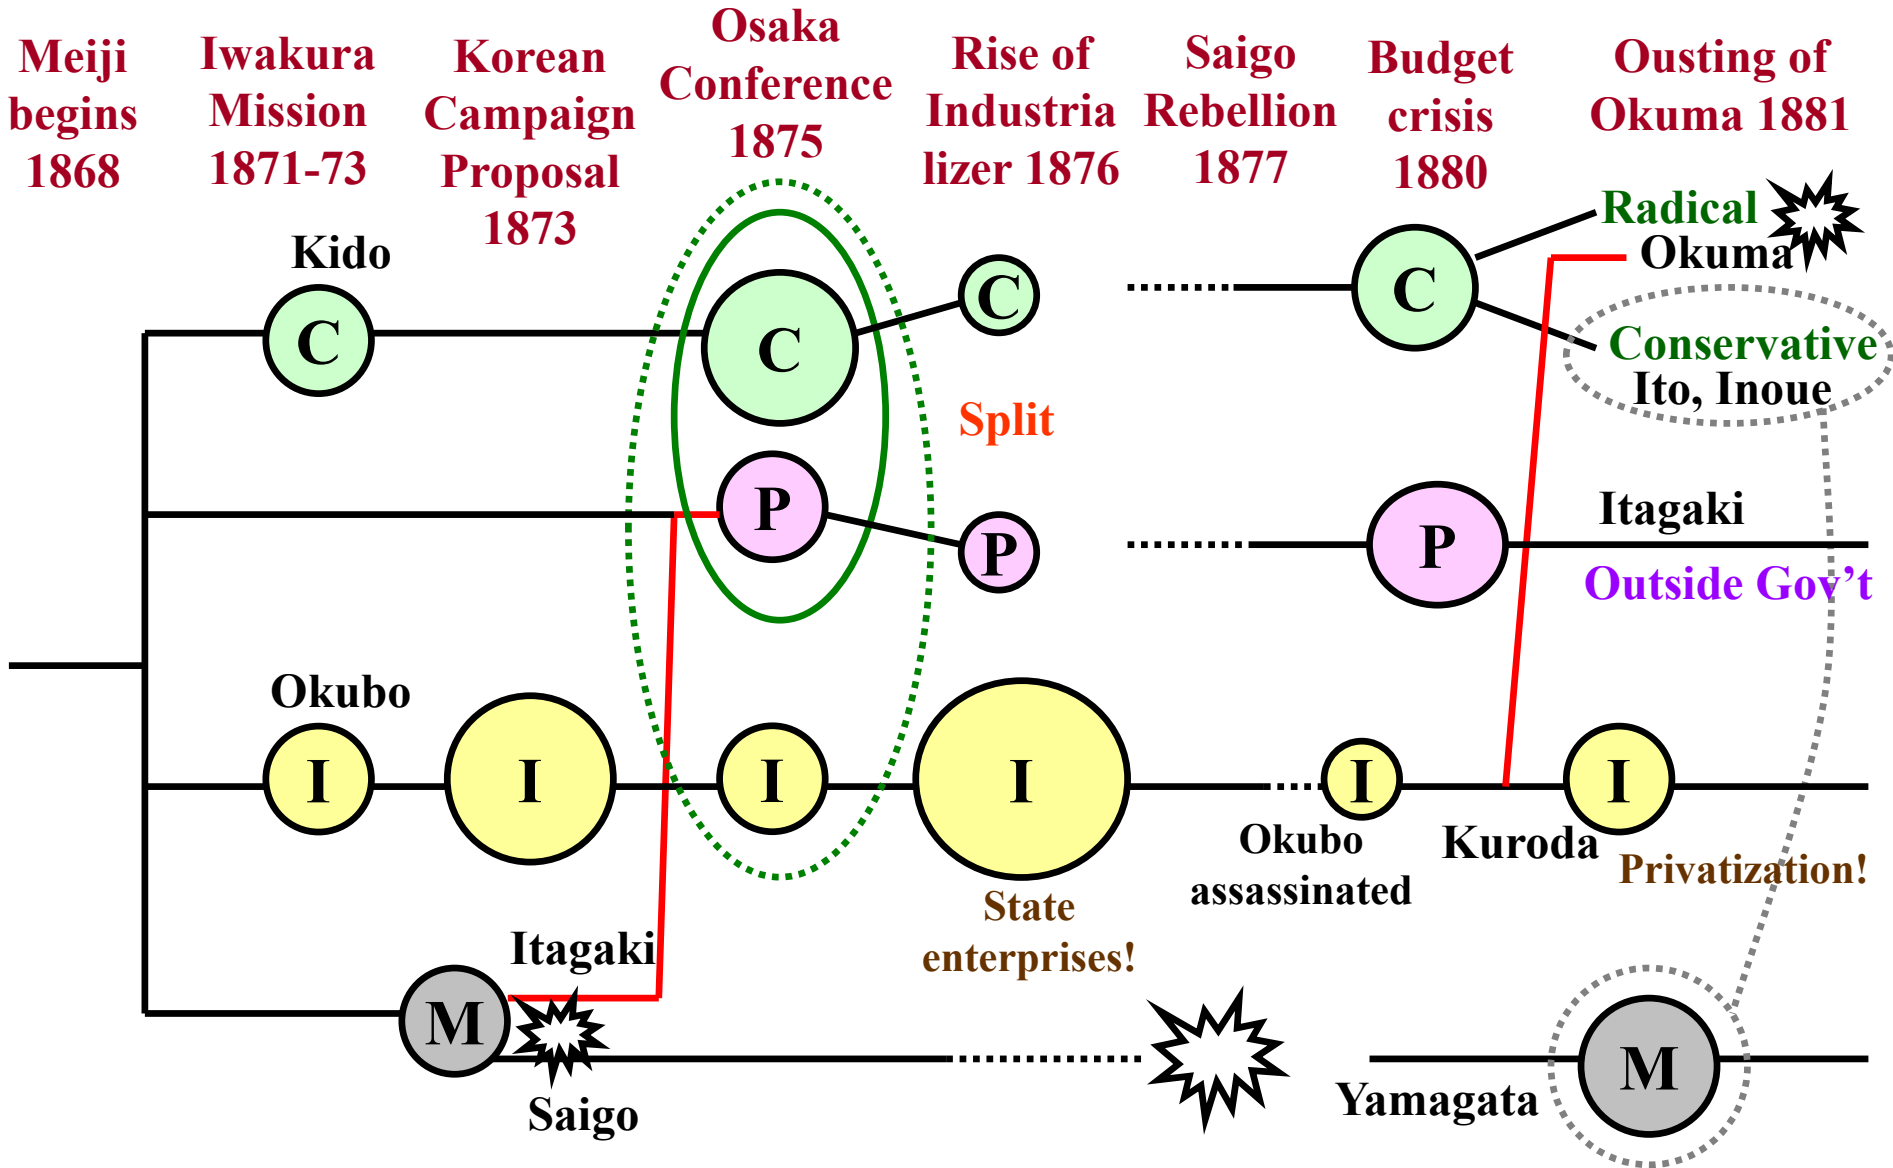 Meiji
begins
1868
Iwakura
Mission
1871-73
Korean
Campaign
Proposal
1873
Osaka
Conference
1875
Rise of
Industria
lizer 1876
Saigo
Rebellion
1877
Budget
crisis
1880
Ousting of
Okuma 1881
Kido
C
C
C
C
Radical
Okuma
Conservative
Ito, Inoue
Split
P
P
P
Itagaki
Outside Gov’t
Okubo
I
I
I
I
I
I
Okubo
assassinated
Kuroda
Privatization!
State
enterprises!
Itagaki
M
Saigo
Yamagata
M